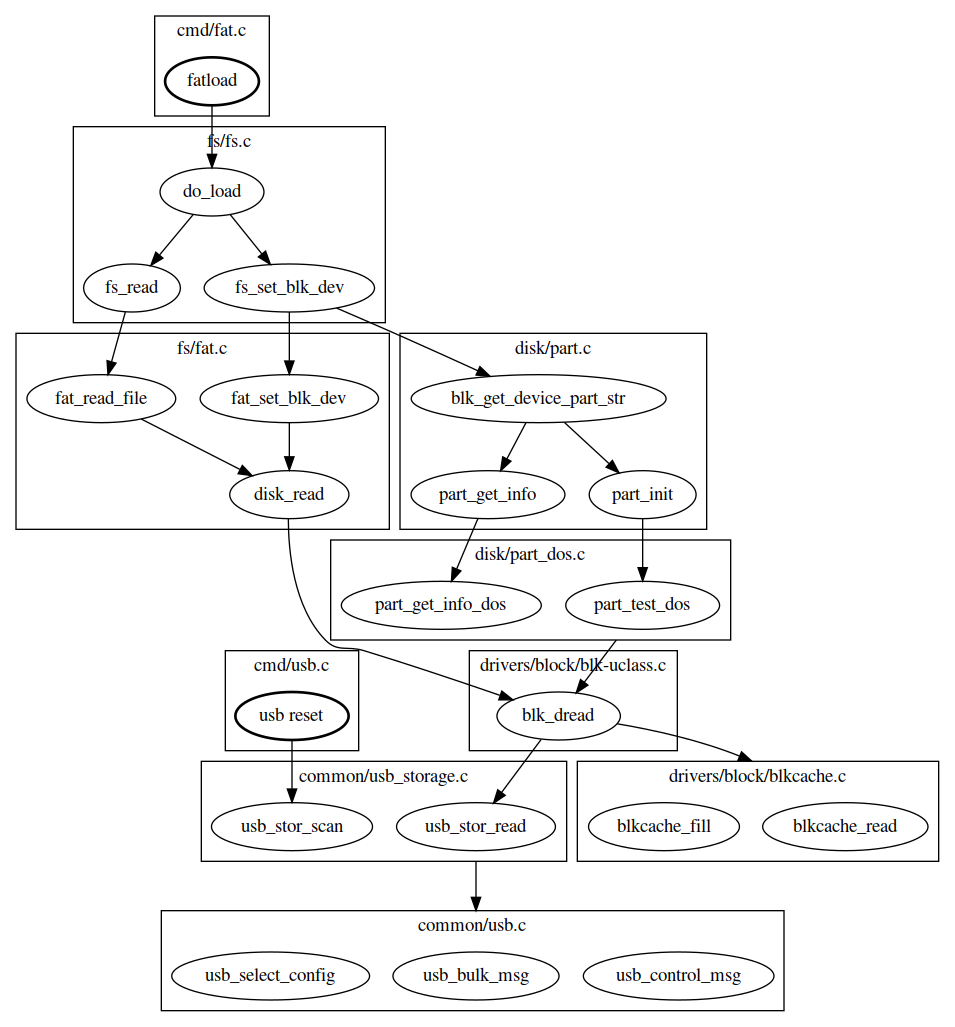 cmd/fat.c
fatload
fs/fs.c
do_load
fs_read
fs_set_blk_dev
fs/fat.c
disk/part.c
fat_read_file
fat_set_blk_dev
blk_get_device_part_str
disk_read
part_get_info
part_init
disk/part_dos.c
part_get_info_dos
part_test_dos
cmd/usb.c
drivers/block/blk-uclass.c
usb reset
blk_dread
common/usb_storage.c
drivers/block/blkcache.c
usb_stor_scan
usb_stor_read
blkcache_fill
blkcache_read
common/usb.c
usb_select_config
usb_bulk_msg
usb_control_msg